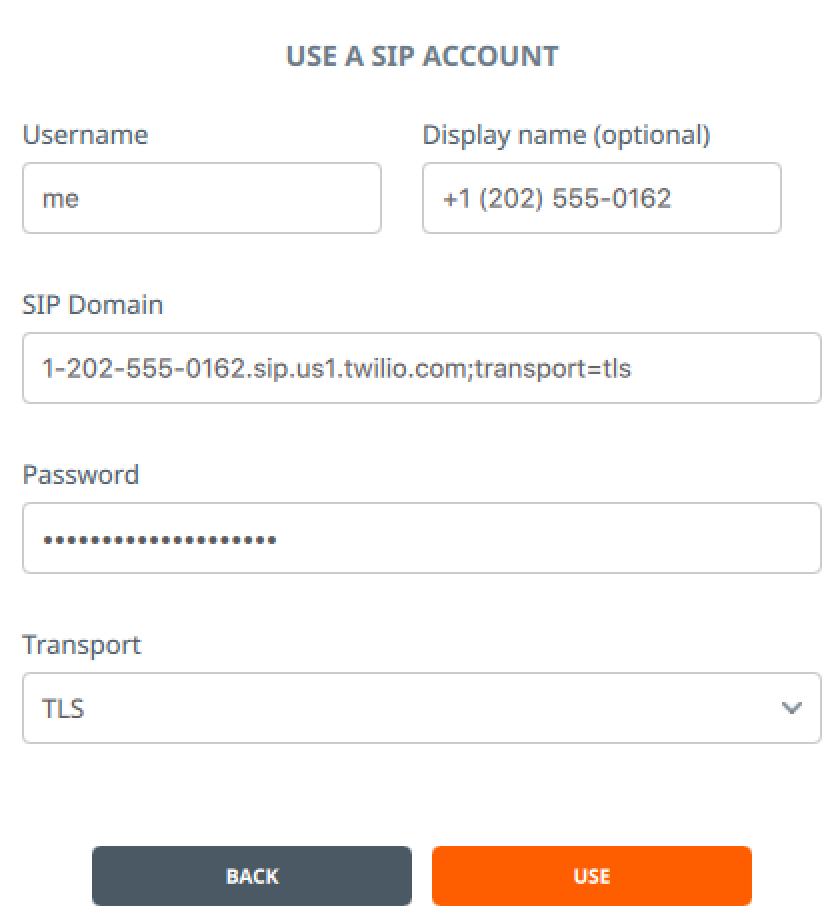 USE A SIP ACCOUNT
Username
Display name (optional)
me
+1 (202) 555-0162
SIP Domain
1-202-555-0162.sip.us1.twilio.com;transport=tls
Password
••••••••••••••••••••
Transport
TLS
BACK
USE